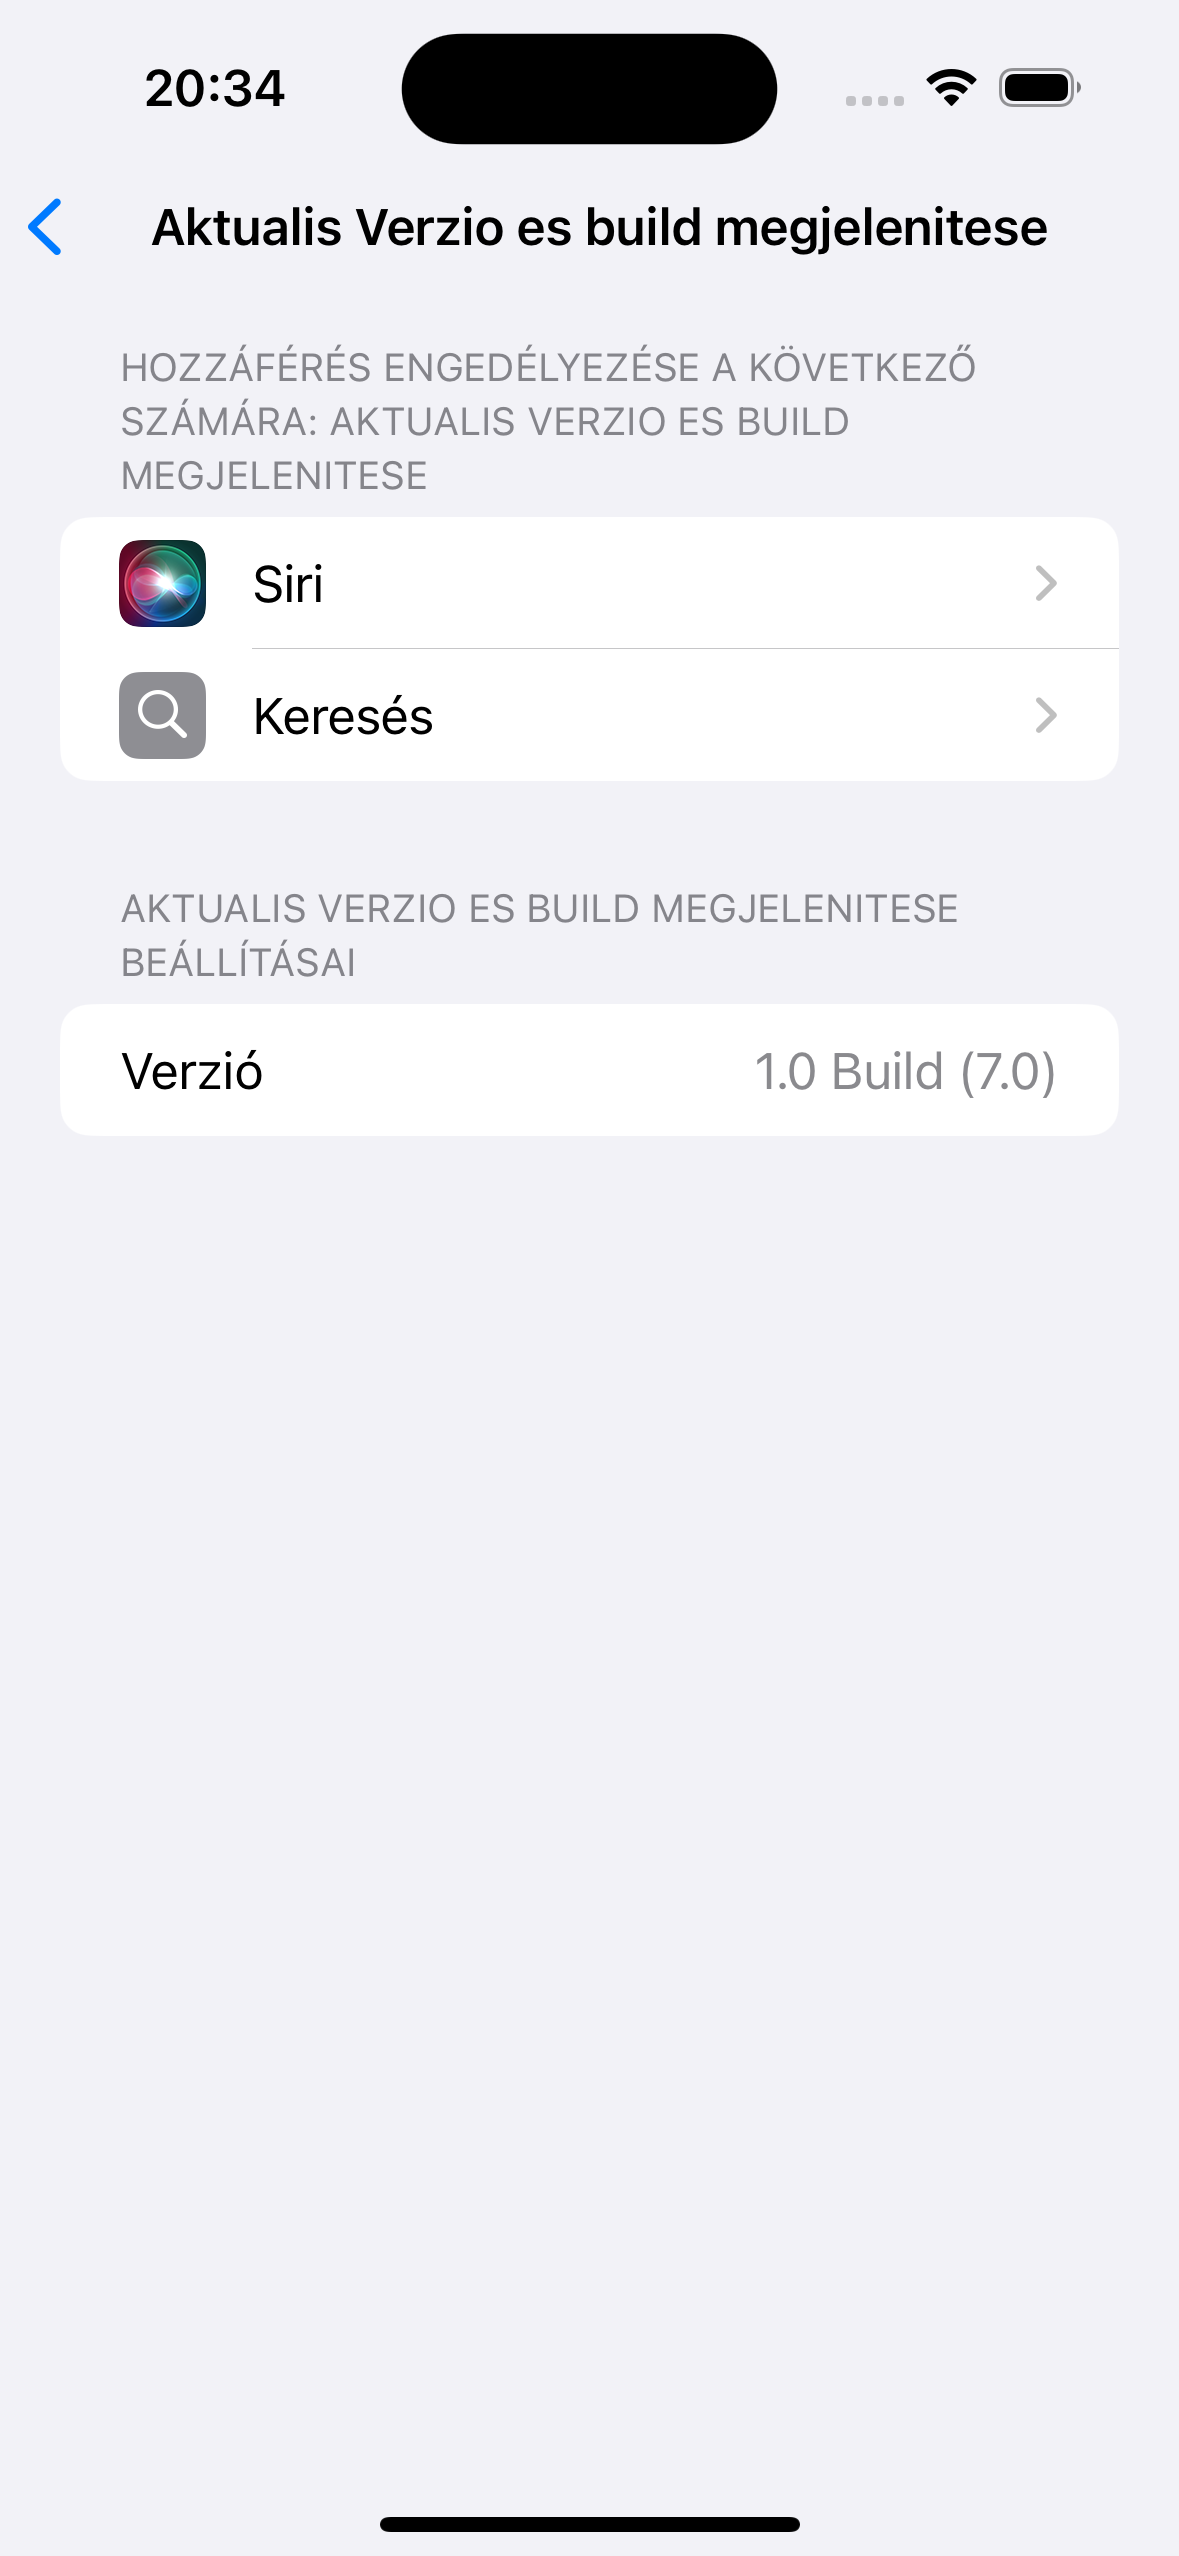 20:34
Aktualis Verzio es build megjelenitese
HOZZÁFÉRÉS ENGEDÉLYEZÉSE A KÖVETKEZŐ
SZÁMÁRA: AKTUALIS VERZIO ES BUILD
MEGJELENITESE
Siri
Keresés
AKTUALIS VERZIO ES BUILD MEGJELENITESE
BEÁLLÍTÁSAI
Verzió 1.0 Build (7.0)